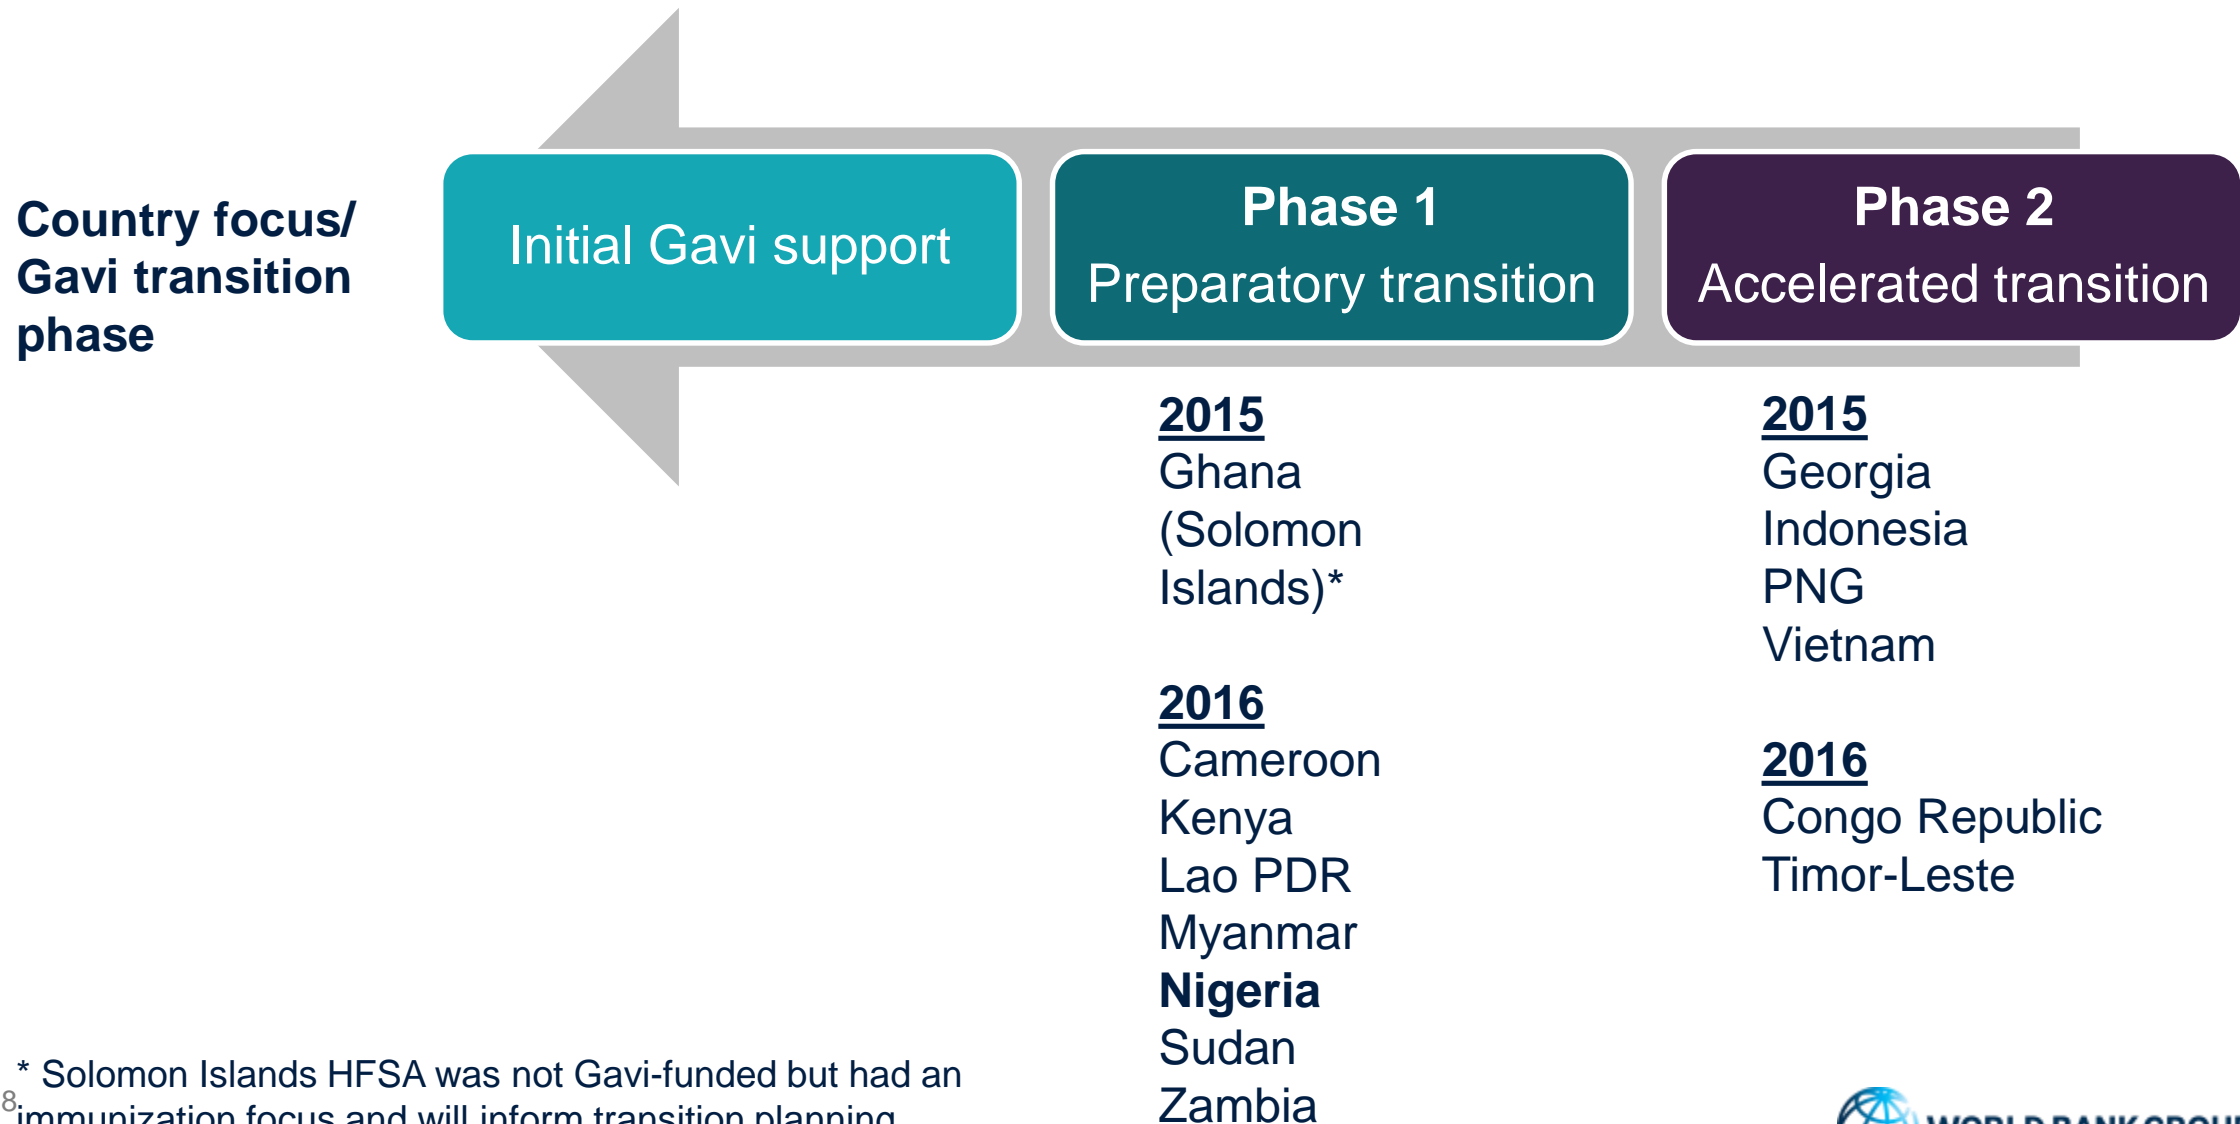 Country focus/
Gavi transition
phase
Initial Gavi support
Phase 1
Preparatory transition
Phase 2
Accelerated transition
2015
Ghana
(Solomon
Islands)*
2016
Cameroon
Kenya
Lao PDR
Myanmar
Nigeria
Sudan
Zambia
2015
Georgia
Indonesia
PNG
Vietnam
2016
Congo Republic
Timor-Leste
* Solomon Islands HFSA was not Gavi-funded but had an
immunization focus and will inform transition planning
8
WORLD BANK GROUP